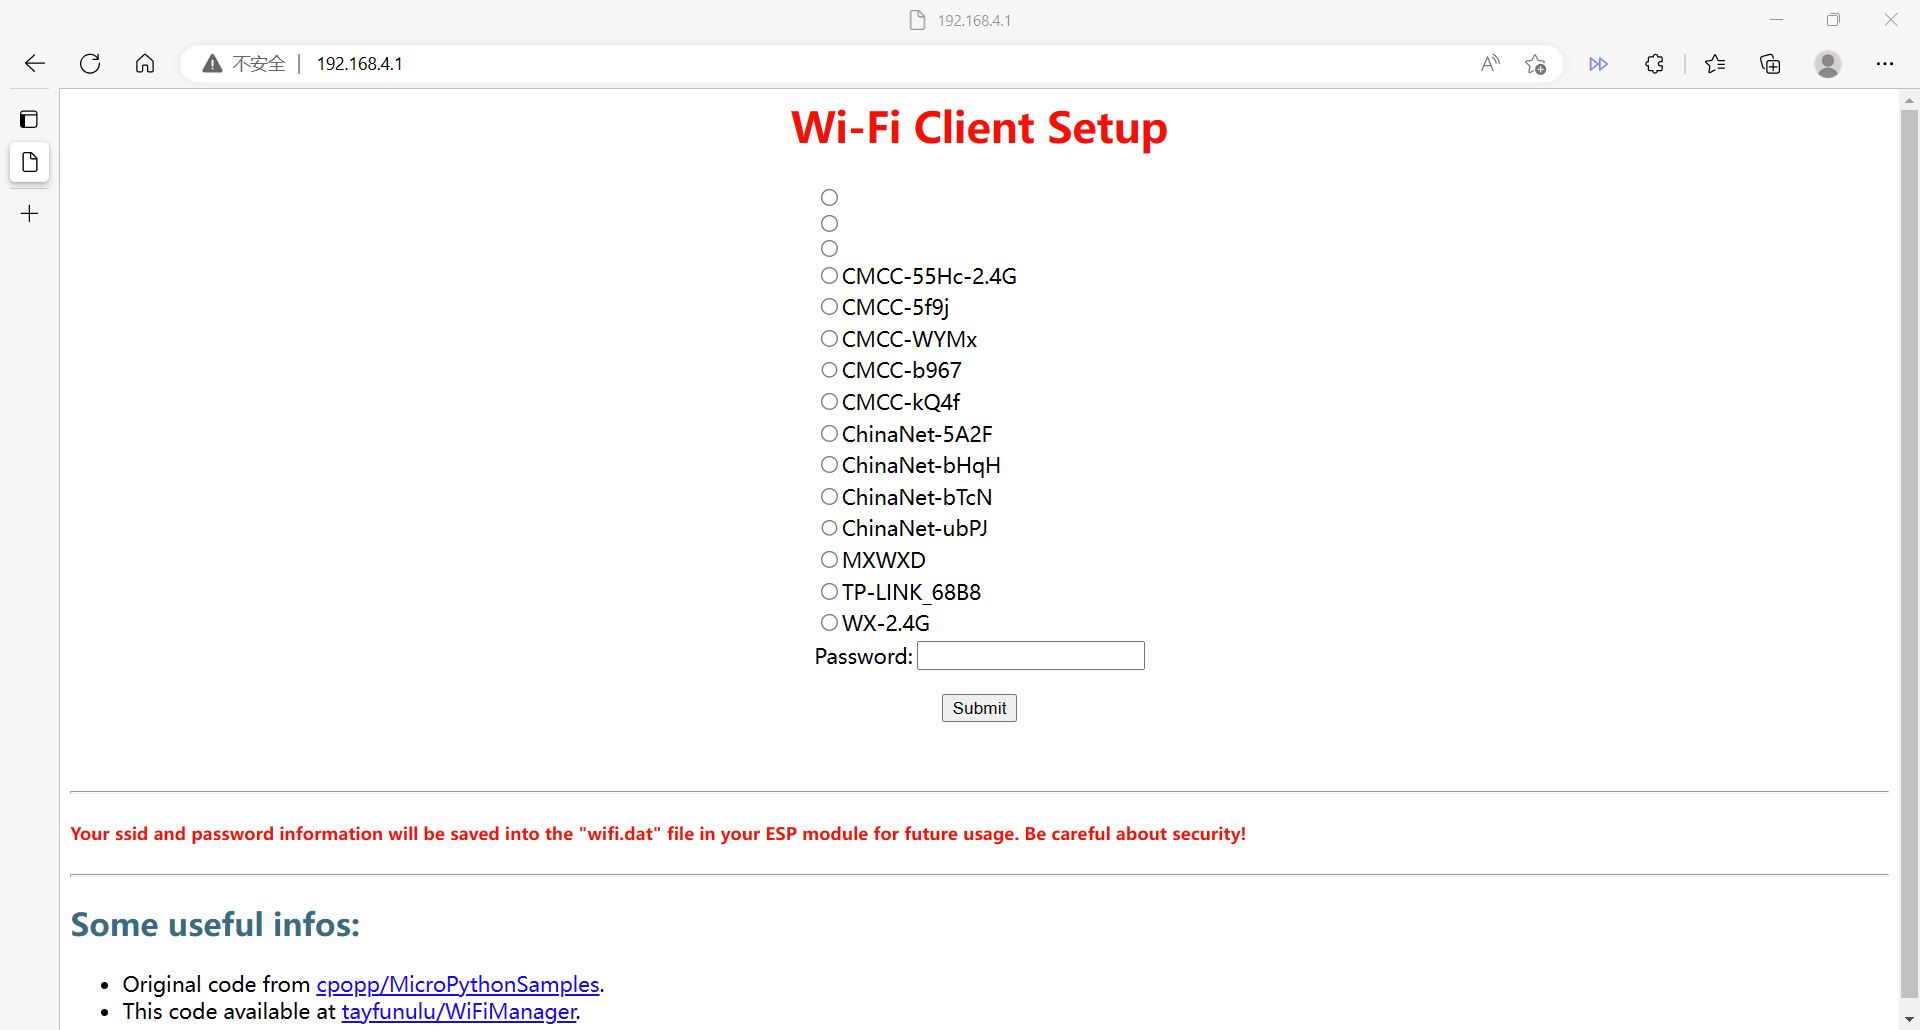 192.168.4.1
不安全 | 192.168.4.1
Wi-Fi Client Setup
CMCC-55Hc-2.4G
CMCC-5f9j
CMCC-WYMx
CMCC-b967
CMCC-kQ4f
ChinaNet-5A2F
ChinaNet-bHqH
ChinaNet-bTcN
ChinaNet-ubPJ
MXWXD
TP-LINK_68B8
WX-2.4G
Password:
Submit
Your ssid and password information will be saved into the "wifi.dat" file in your ESP module for future usage. Be careful about security!
Some useful infos:
• Original code from cpopp/MicroPythonSamples.
• This code available at tayfunulu/WiFiManager.